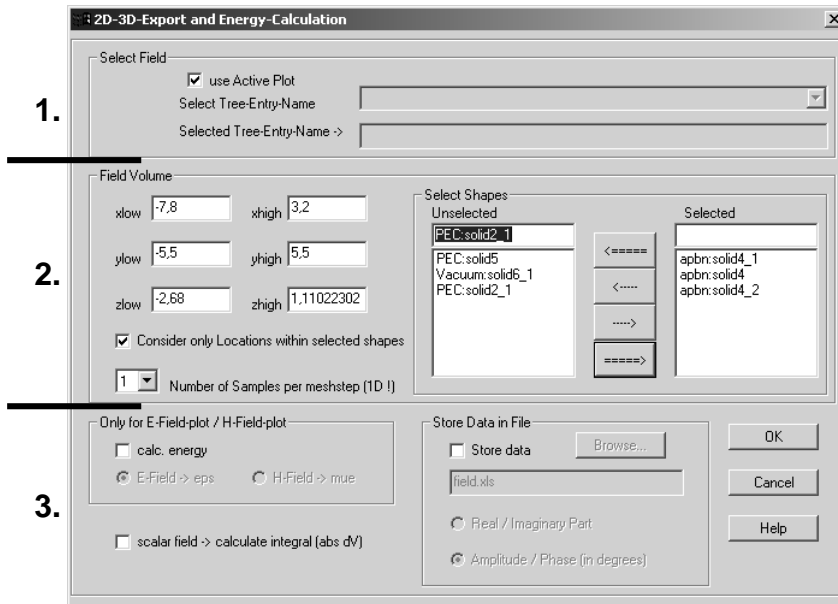 2D-3D-Export and Energy-Calculation
1.
Select Field
use Active Plot
Select Tree-Entry-Name
Selected Tree-Entry-Name ->
2.
Field Volume
xlow -7,8 xhigh 3,2
ylow -5,5 yhigh 5,5
zlow -2,68 zhigh 1,11022302
Consider only Locations within selected shapes
1 Number of Samples per meshstep (1D !)
Select Shapes
Unselected
PEC:solid2_1
PEC:solid5
Vacuum:solid6_1
PEC:solid2_1
<=====
<-----
----->
=====>
Selected
apbn:solid4_1
apbn:solid4
apbn:solid4_2
3.
Only for E-Field-plot / H-Field-plot
calc. energy
E-Field -> eps H-Field -> mue
scalar field -> calculate integral (abs dV)
Store Data in File
Store data Browse...
field.xls
Real / Imaginary Part
Amplitude / Phase (in degrees)
OK
Cancel
Help